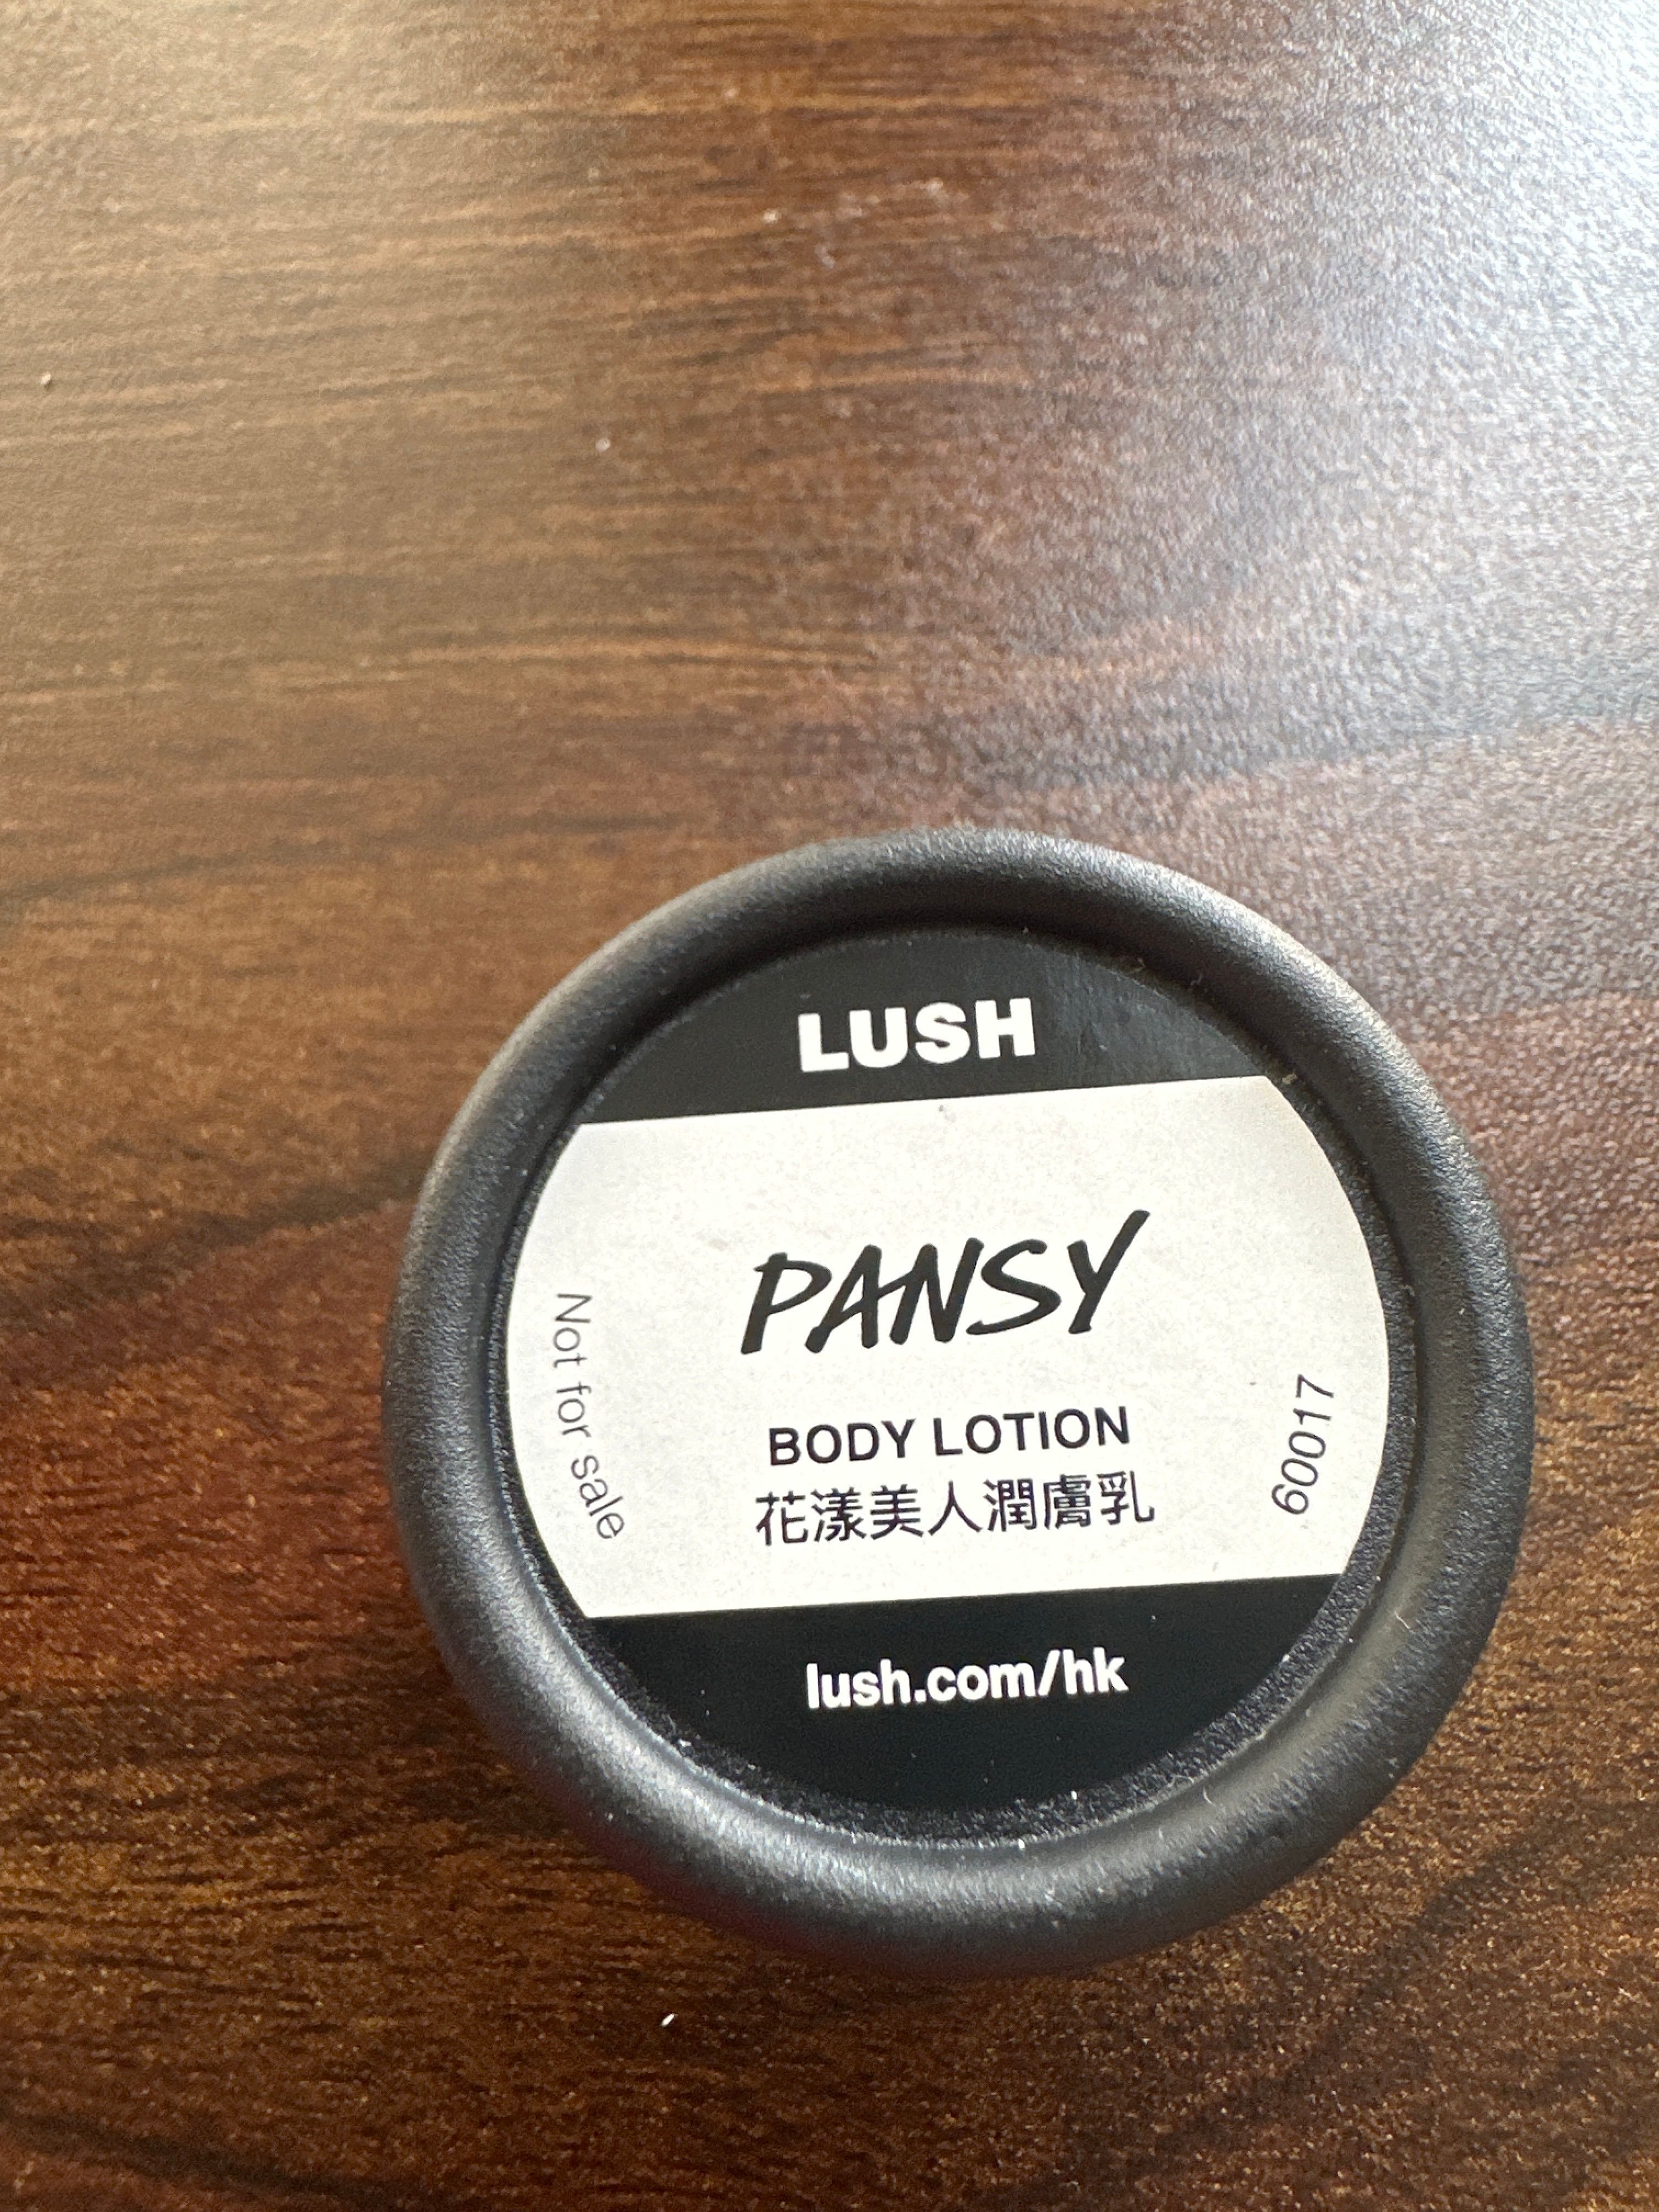 LUSH
PANSY
BODY LOTION
花漾美人潤膚乳
Not for sale
60017
lush.com/hk